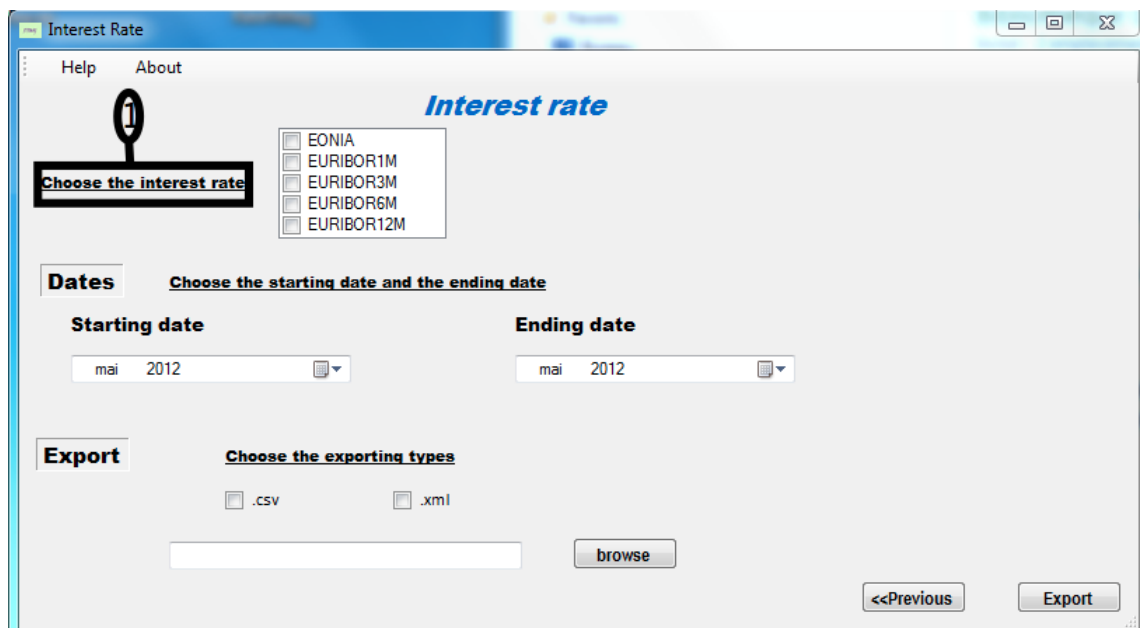 Interest Rate
Help About
Interest rate
1
EONIA
EURIBOR1M
Choose the interest rate
EURIBOR3M
EURIBOR6M
EURIBOR12M
Dates Choose the starting date and the ending date
Starting date Ending date
mai 2012 mai 2012
Export Choose the exporting types
.csv .xml
browse
<<Previous Export